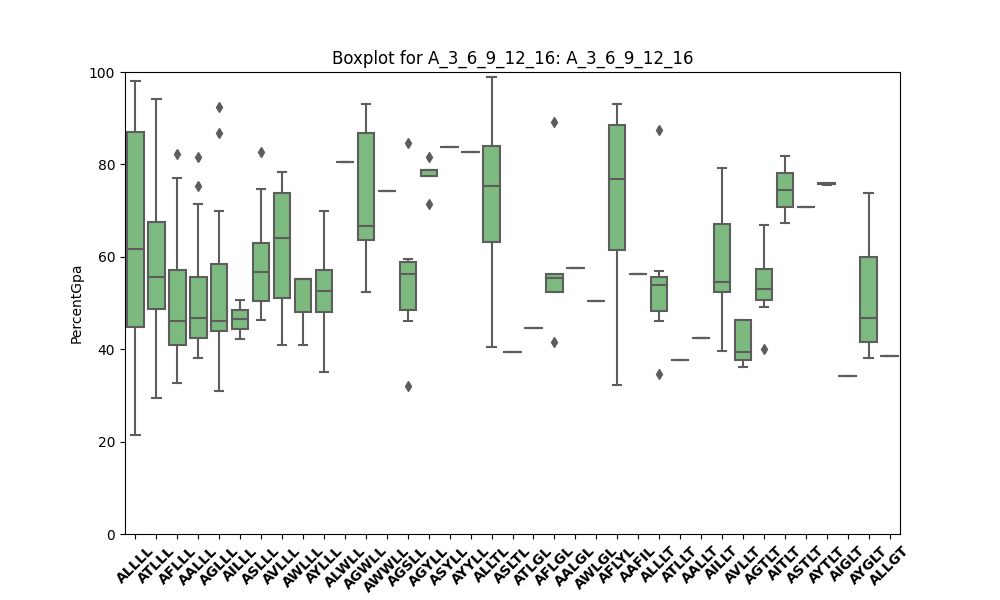 Boxplot for A_3_6_9_12_16: A_3_6_9_12_16
PercentGpa
100
80
60
40
20
0
ALLLL
ATLLL
AFLLL
AALLL
AGLLL
AILLL
ASLLL
AVLLL
AWLLL
AYLLL
ALWLL
AGWLL
AWWLL
AGSLL
AGYLL
ASYLL
AYYLL
ALLTL
ASLTL
ATLGL
AFLGL
AALGL
AWLGL
AFLYL
AAFIL
ALLLT
ATLLT
AALLT
AILLT
AVLLT
AGTLT
AITLT
ASTLT
AYTLT
AIGLT
AYGLT
ALLGT